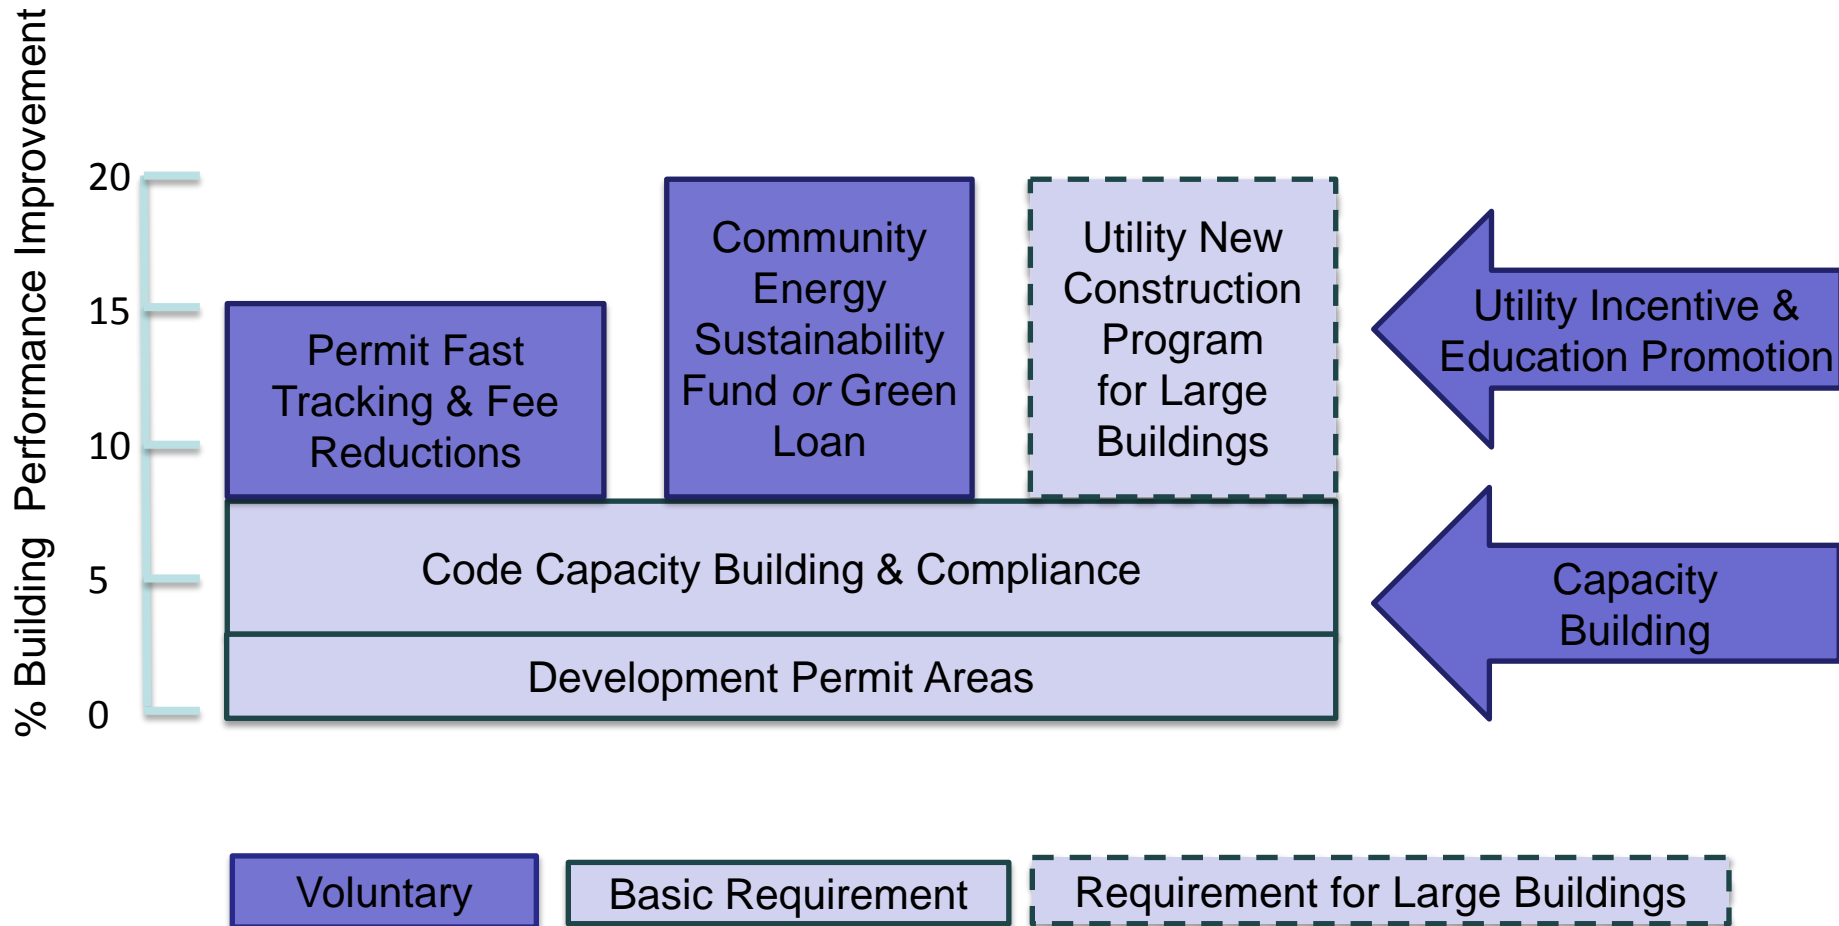 % Building  Performance Improvement
20
15
10
5
0
Permit Fast
Tracking & Fee
Reductions
Community
Energy
Sustainability
Fund or Green
Loan
Utility New
Construction
Program
for Large
Buildings
Utility Incentive &
Education Promotion
Code Capacity Building & Compliance
Capacity
Building
Development Permit Areas
Voluntary
Basic Requirement
Requirement for Large Buildings